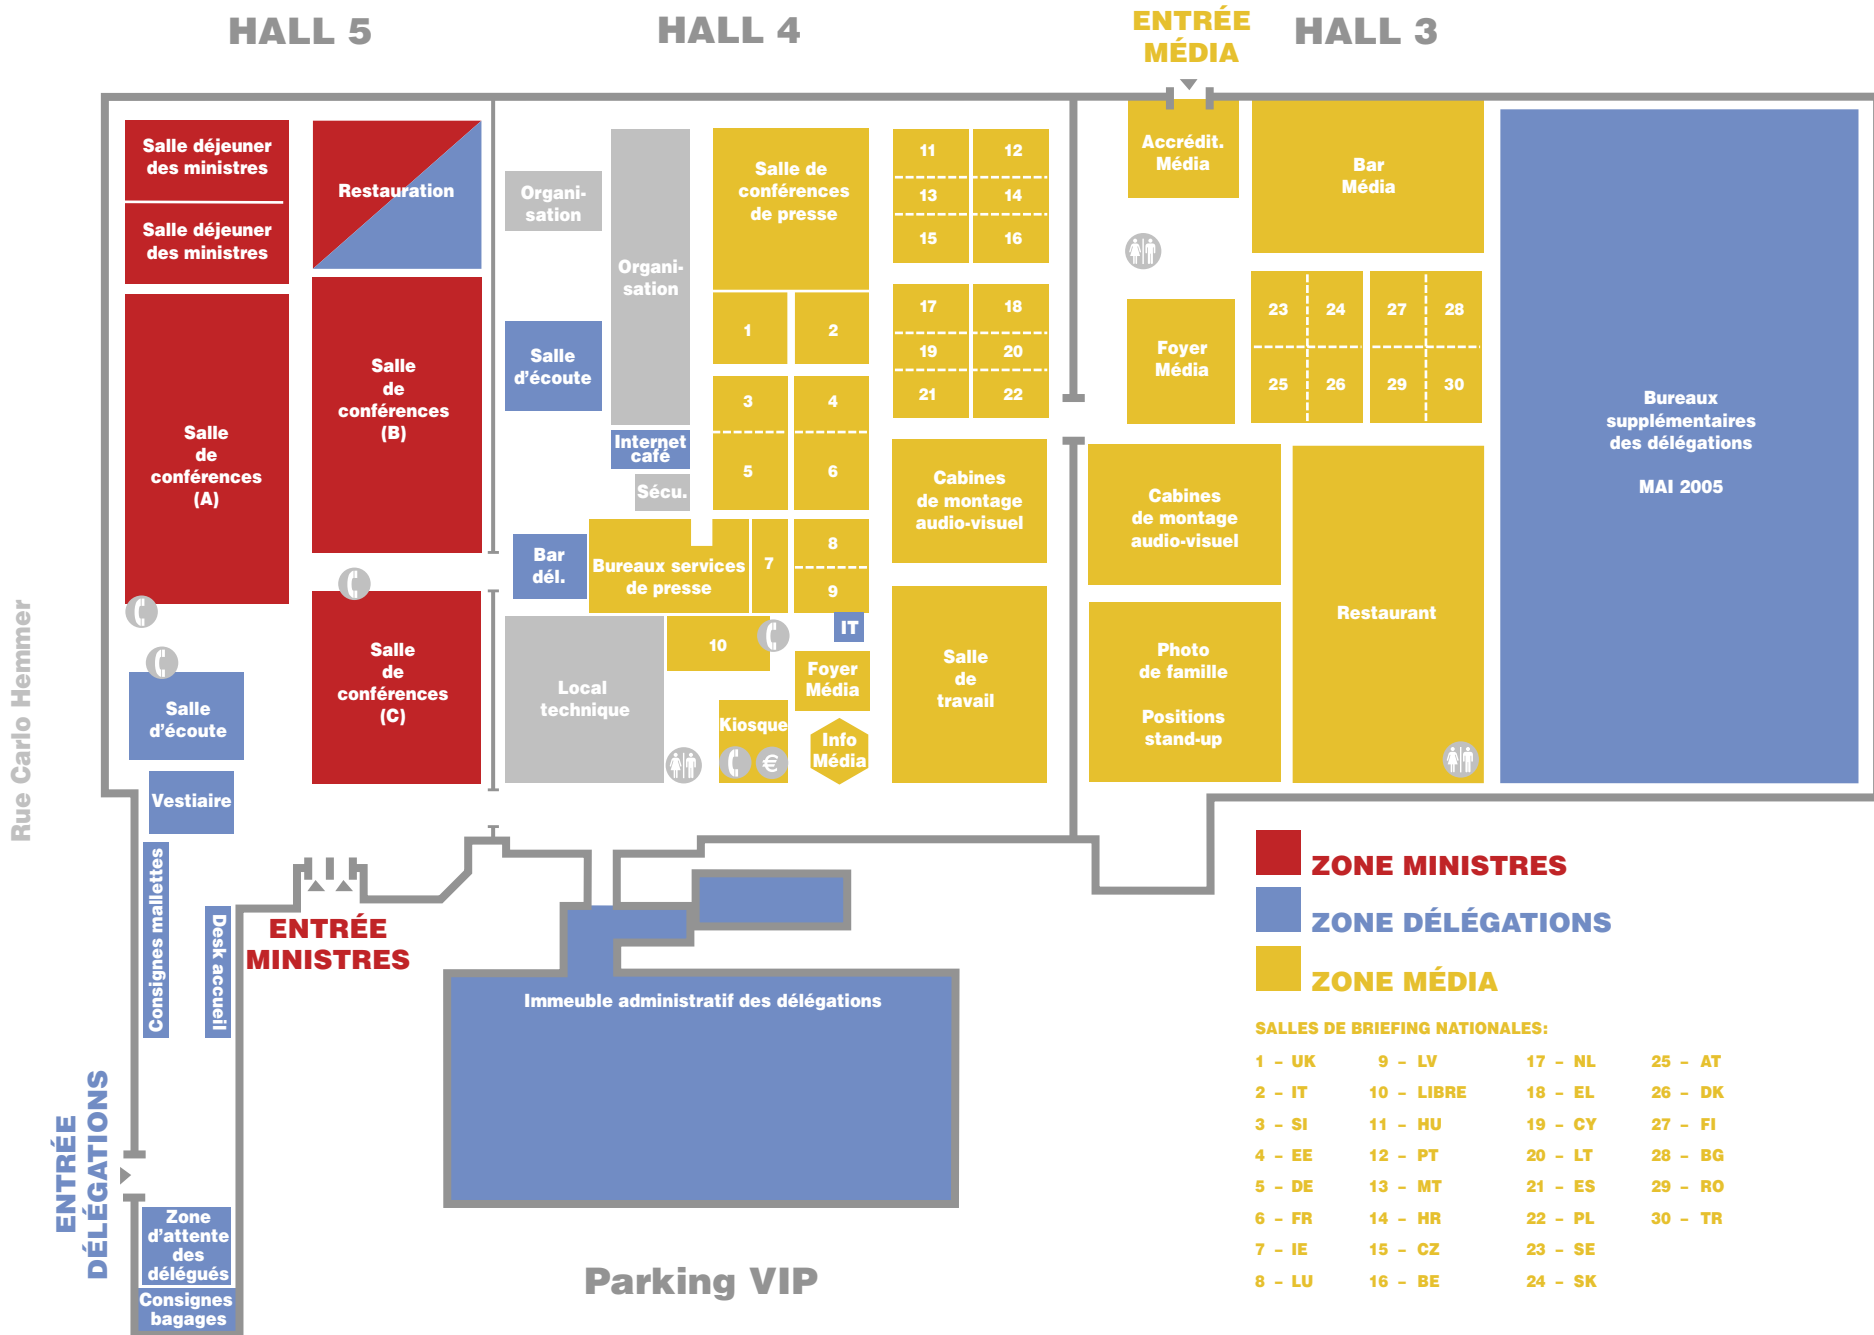 HALL 5
HALL 4
ENTRÉE
MÉDIA
HALL 3
Salle déjeuner
des ministres
Salle déjeuner
des ministres
Restauration
Salle
de
conférences
(A)
Salle
de
conférences
(B)
Salle
de
conférences
(C)
Salle
d'écoute
Vestiaire
Consignes mallettes
Desk accueil
ENTRÉE
MINISTRES
ENTRÉE
DÉLÉGATIONS
Zone
d'attente
des
délégués
Consignes
bagages
Rue Carlo Hemmer
Organi-
sation
Organi-
sation
Salle
d'écoute
Internet
café
Sécu.
Bar
dél.
Bureaux services
de presse
Local
technique
Salle de
conférences
de presse
1
2
3
4
5
6
7
8
9
10
IT
Foyer
Média
Kiosque
€
Info
Média
11
12
13
14
15
16
17
18
19
20
21
22
Cabines
de montage
audio-visuel
Salle
de
travail
Accrédit.
Média
Bar
Média
Foyer
Média
23
24
27
28
25
26
29
30
Cabines
de montage
audio-visuel
Photo
de famille
Positions
stand-up
Restaurant
Bureaux
supplémentaires
des délégations
MAI 2005
Immeuble administratif des délégations
Parking VIP
ZONE MINISTRES
ZONE DÉLÉGATIONS
ZONE MÉDIA
SALLES DE BRIEFING NATIONALES:
1 – UK
2 – IT
3 – SI
4 – EE
5 – DE
6 – FR
7 – IE
8 – LU
9 – LV
10 – LIBRE
11 – HU
12 – PT
13 – MT
14 – HR
15 – CZ
16 – BE
17 – NL
18 – EL
19 – CY
20 – LT
21 – ES
22 – PL
23 – SE
24 – SK
25 – AT
26 – DK
27 – FI
28 – BG
29 – RO
30 – TR